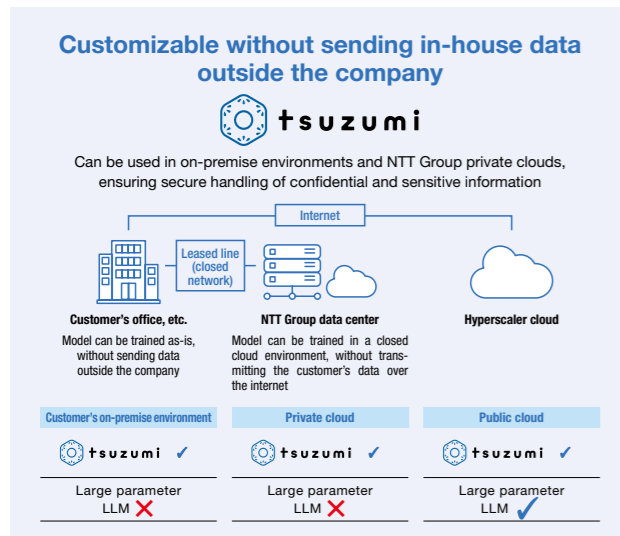 Customizable without sending in-house data
outside the company
tsuzumi
Can be used in on-premise environments and NTT Group private clouds,
ensuring secure handling of confidential and sensitive information
Internet
Leased line
(closed
network)
Customer's office, etc.
Model can be trained as-is,
without sending data
outside the company
NTT Group data center
Model can be trained in a closed
cloud environment, without trans-
mitting the customer's data over
the internet
Hyperscaler cloud
Customer's on-premise environment
Private cloud
Public cloud
tsuzumi ✓
tsuzumi ✓
tsuzumi ✓
Large parameter
LLM ✕
Large parameter
LLM ✕
Large parameter
LLM ✓